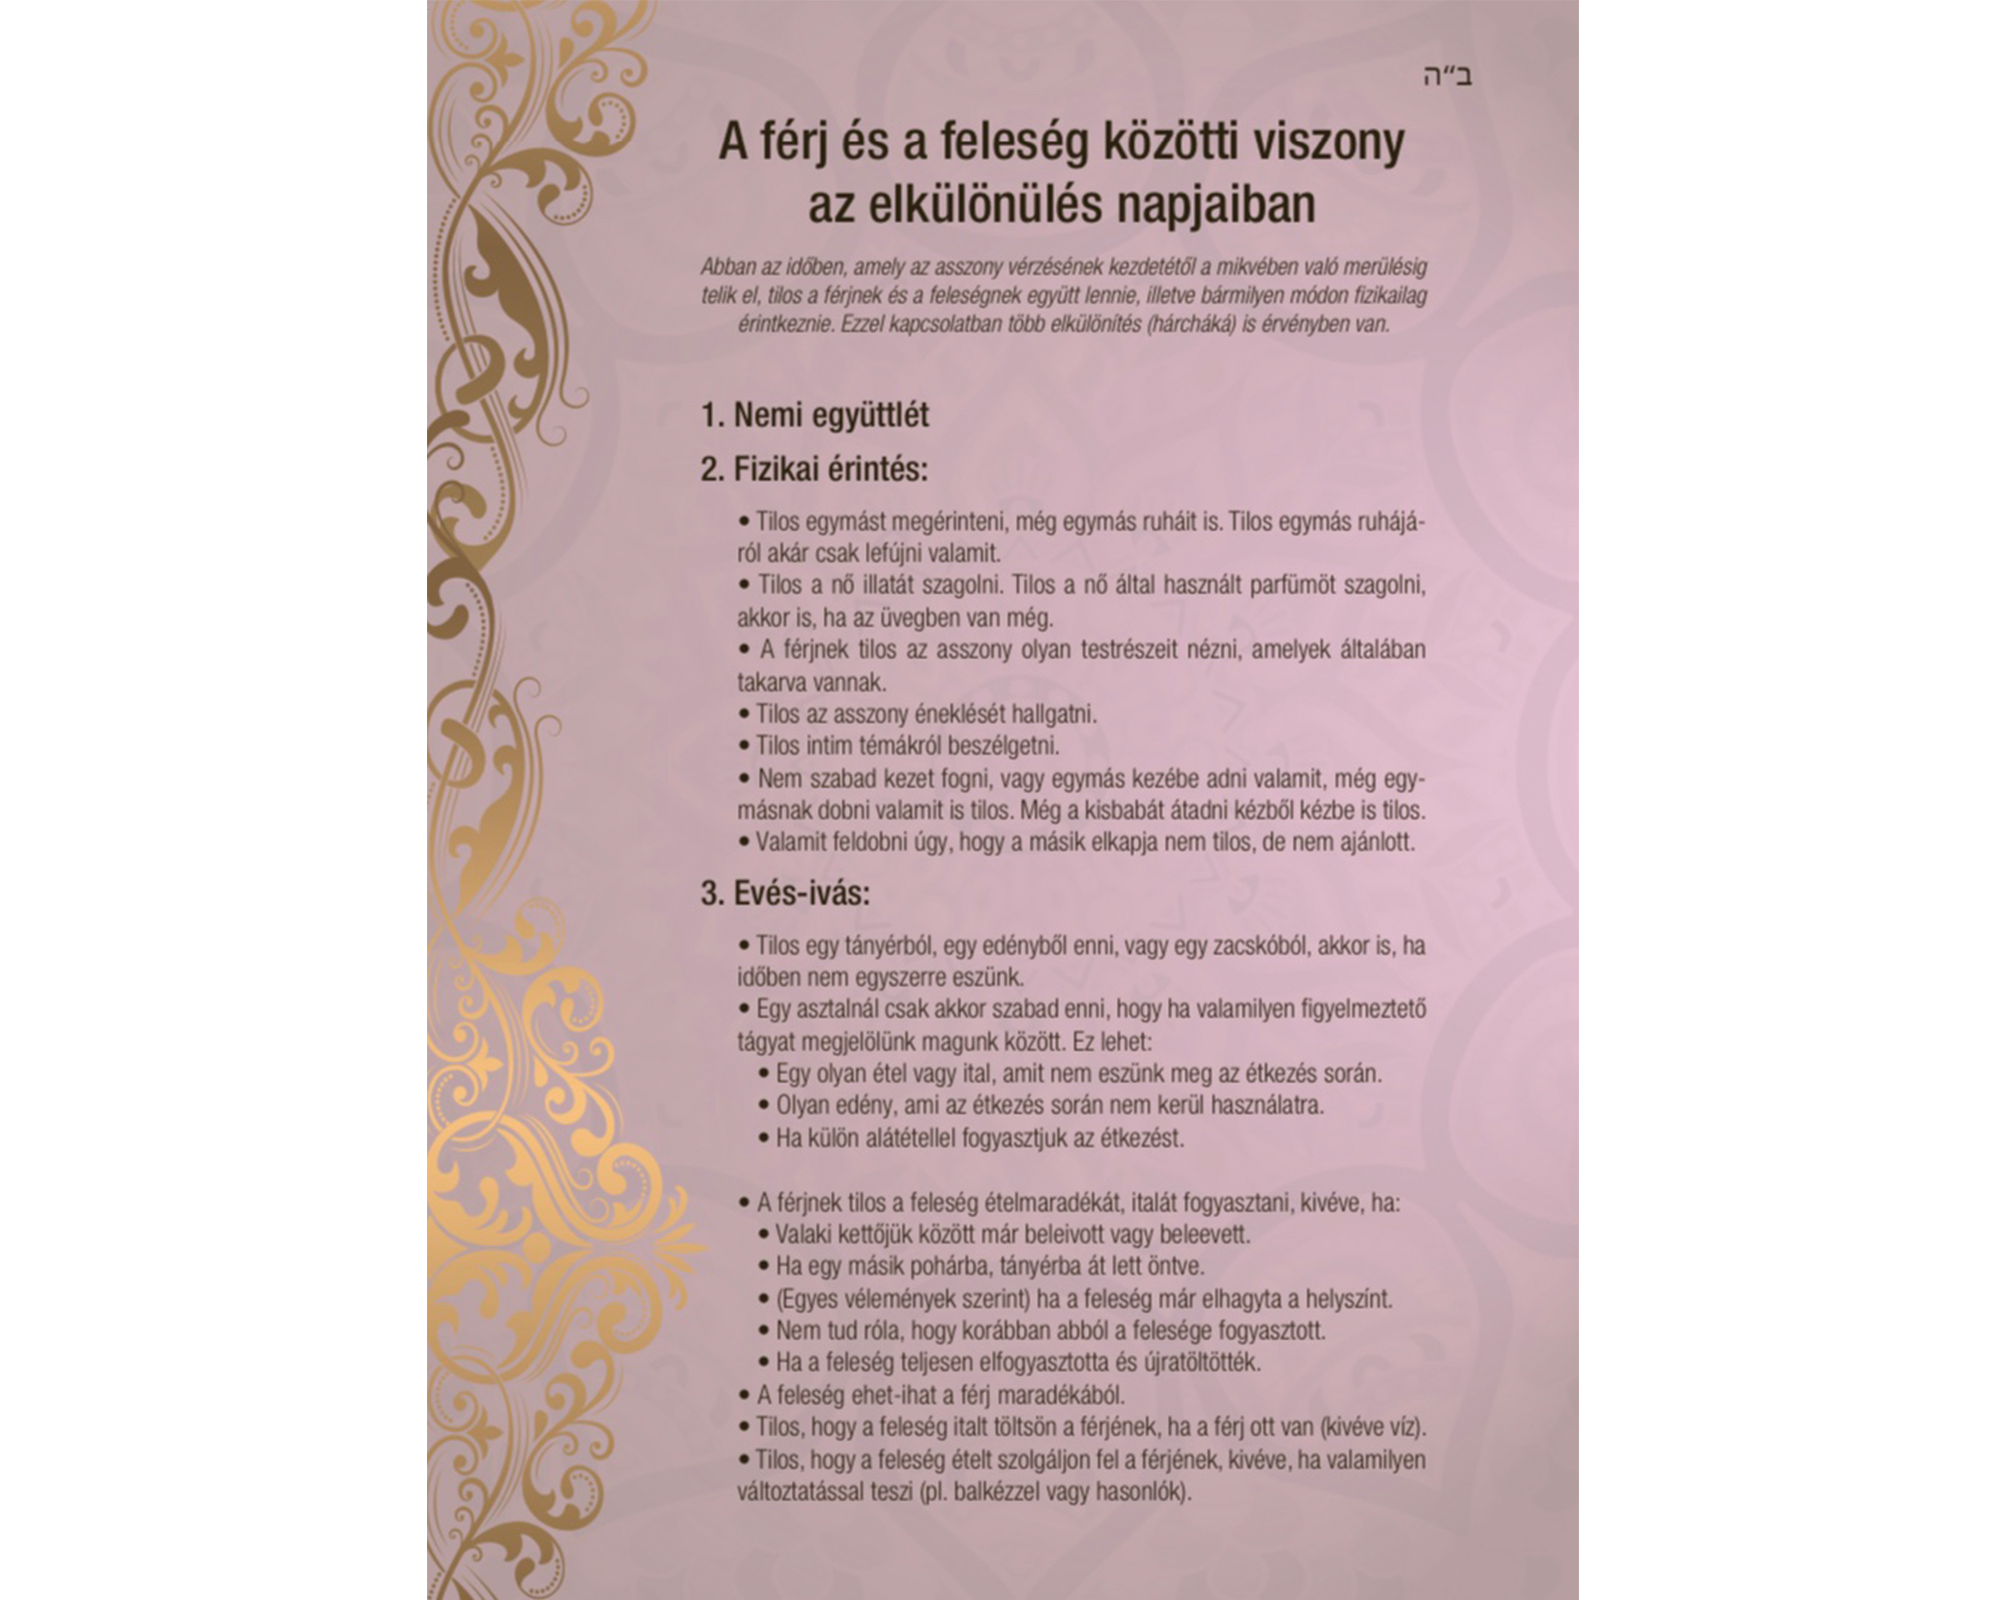 ב״ה
A férj és a feleség közötti viszony
az elkülönülés napjaiban
Abban az időben, amely az asszony vérzésének kezdetétől a mikvében való merülésig
telik el, tilos a férjnek és a feleségnek együtt lennie, illetve bármilyen módon fizikailag
érintkeznie. Ezzel kapcsolatban több elkülönítés (hárcháká) is érvényben van.
1. Nemi együttlét
2. Fizikai érintés:
• Tilos egymást megérinteni, még egymás ruháit is. Tilos egymás ruhájá-
ról akár csak lefújni valamit.
• Tilos a nő illatát szagolni. Tilos a nő által használt parfümöt szagolni,
akkor is, ha az üvegben van még.
• A férjnek tilos az asszony olyan testrészeit nézni, amelyek általában
takarva vannak.
• Tilos az asszony éneklését hallgatni.
• Tilos intim témákról beszélgetni.
• Nem szabad kezet fogni, vagy egymás kezébe adni valamit, még egy-
másnak dobni valamit is tilos. Még a kisbabát átadni kézből kézbe is tilos.
• Valamit feldobni úgy, hogy a másik elkapja nem tilos, de nem ajánlott.
3. Evés-ivás:
• Tilos egy tányérból, egy edényből enni, vagy egy zacskóból, akkor is, ha
időben nem egyszerre eszünk.
• Egy asztalnál csak akkor szabad enni, hogy ha valamilyen figyelmeztető
tágyat megjelölünk magunk között. Ez lehet:
• Egy olyan étel vagy ital, amit nem eszünk meg az étkezés során.
• Olyan edény, ami az étkezés során nem kerül használatra.
• Ha külön alátétellel fogyasztjuk az étkezést.
• A férjnek tilos a feleség ételmaradékát, italát fogyasztani, kivéve, ha:
• Valaki kettőjük között már beleivott vagy beleevett.
• Ha egy másik pohárba, tányérba át lett öntve.
• (Egyes vélemények szerint) ha a feleség már elhagyta a helyszínt.
• Nem tud róla, hogy korábban abból a felesége fogyasztott.
• Ha a feleség teljesen elfogyasztotta és újratöltötték.
• A feleség ehet-ihat a férj maradékából.
• Tilos, hogy a feleség italt töltsön a férjének, ha a férj ott van (kivéve víz).
• Tilos, hogy a feleség ételt szolgáljon fel a férjének, kivéve, ha valamilyen
változtatással teszi (pl. balkézzel vagy hasonlók).